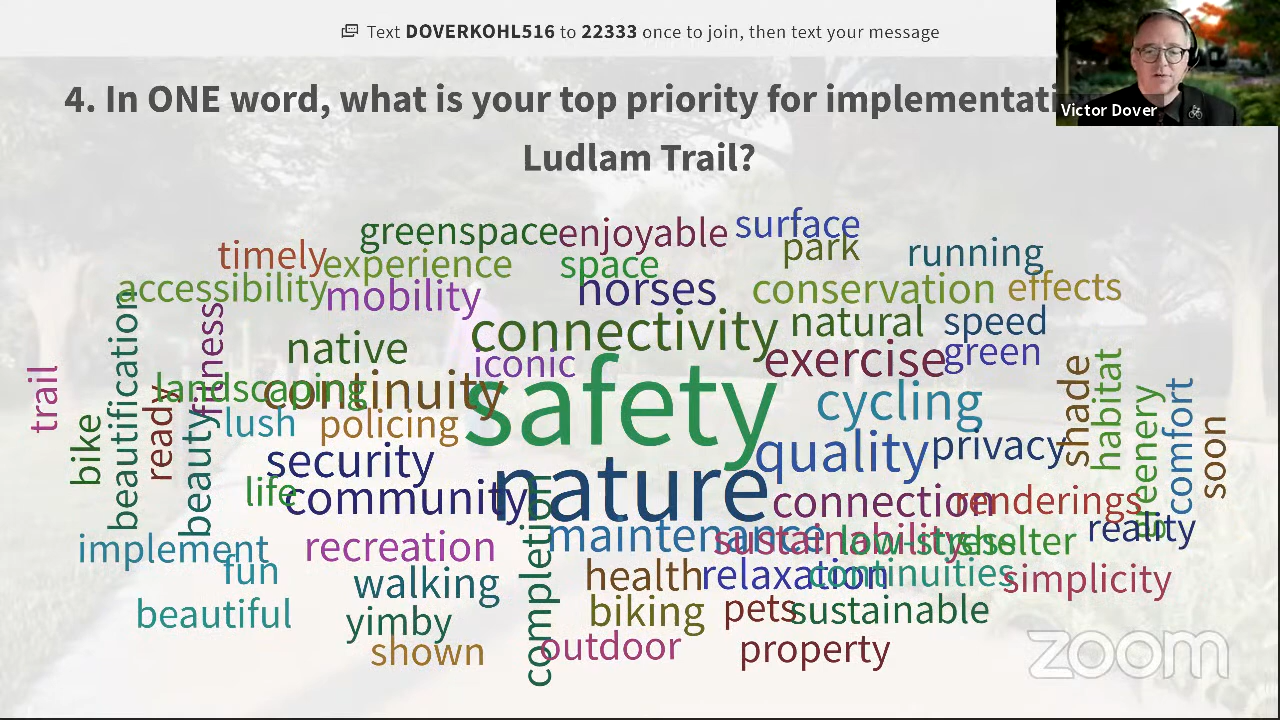 Text DOVERKOHL516 to 22333 once to join, then text your message
Victor Dover
4. In ONE word, what is your top priority for implementati
Ludlam Trail?
greenspace
enjoyable
surface
timely
experience
space
park
running
accessibility
mobility
horses
conservation
effects
native
connectivity
natural
speed
iconic
exercise
green
trail
bike
beautification
ready
beauty
fitness
landscaping
continuity
safety
cycling
shade
habitat
greenery
comfort
soon
lush
policing
security
nature
quality
privacy
life
community
connection
renderings
reality
implement
recreation
completion
maintenance
sustainability
low-stress
shelter
fun
walking
health
relaxation
continuities
simplicity
beautiful
yimby
biking
pets
sustainable
shown
outdoor
property
zoom